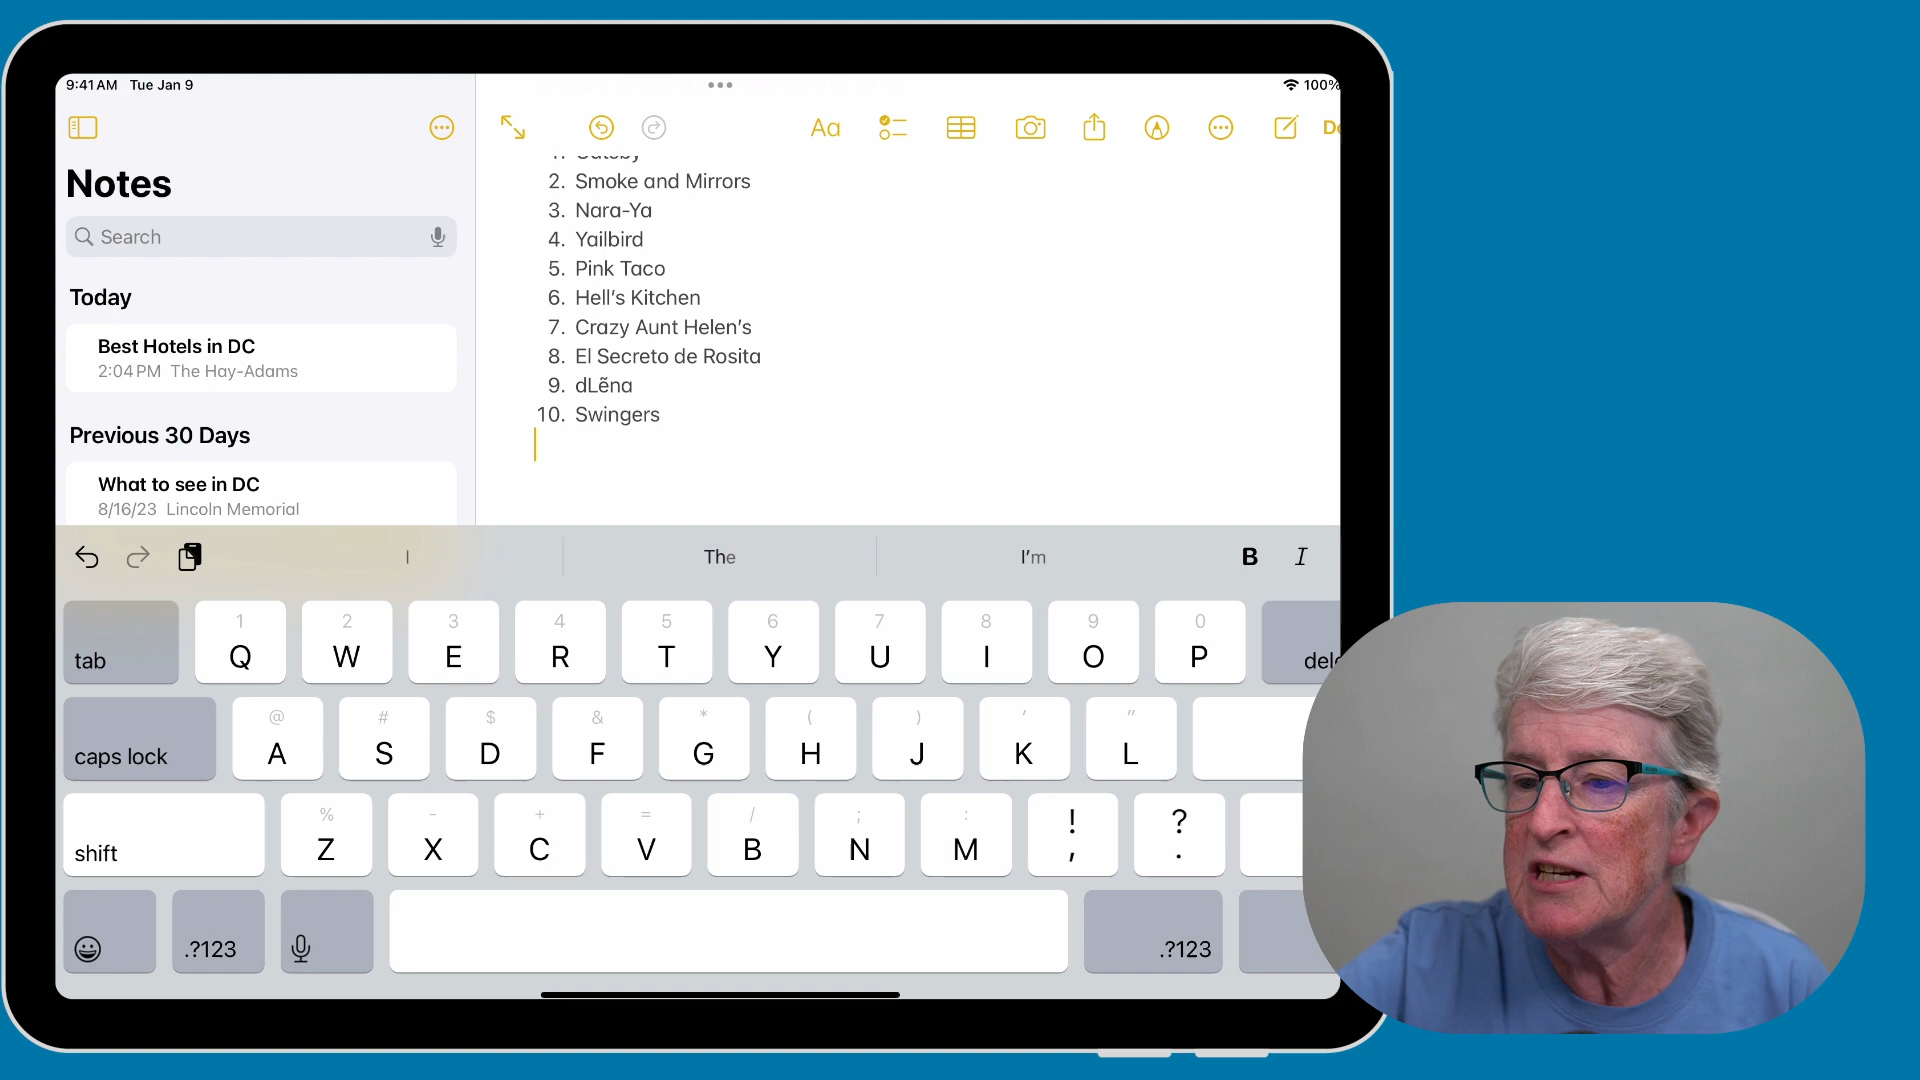 9:41 AM Tue Jan 9
100%
Notes
Search
Today
Best Hotels in DC
2:04 PM The Hay-Adams
Previous 30 Days
What to see in DC
8/16/23 Lincoln Memorial
Aa
1. Gatsby
2. Smoke and Mirrors
3. Nara-Ya
4. Yailbird
5. Pink Taco
6. Hell's Kitchen
7. Crazy Aunt Helen's
8. El Secreto de Rosita
9. dLẽna
10. Swingers
I The I'm B I
1 2 3 4 5 6 7 8 9 0
tab Q W E R T Y U I O P
@ # $ & * ( ) ' "
caps lock A S D F G H J K L
% - + = / ; : ! ?
shift Z X C V B N M , .
.?123 .?123